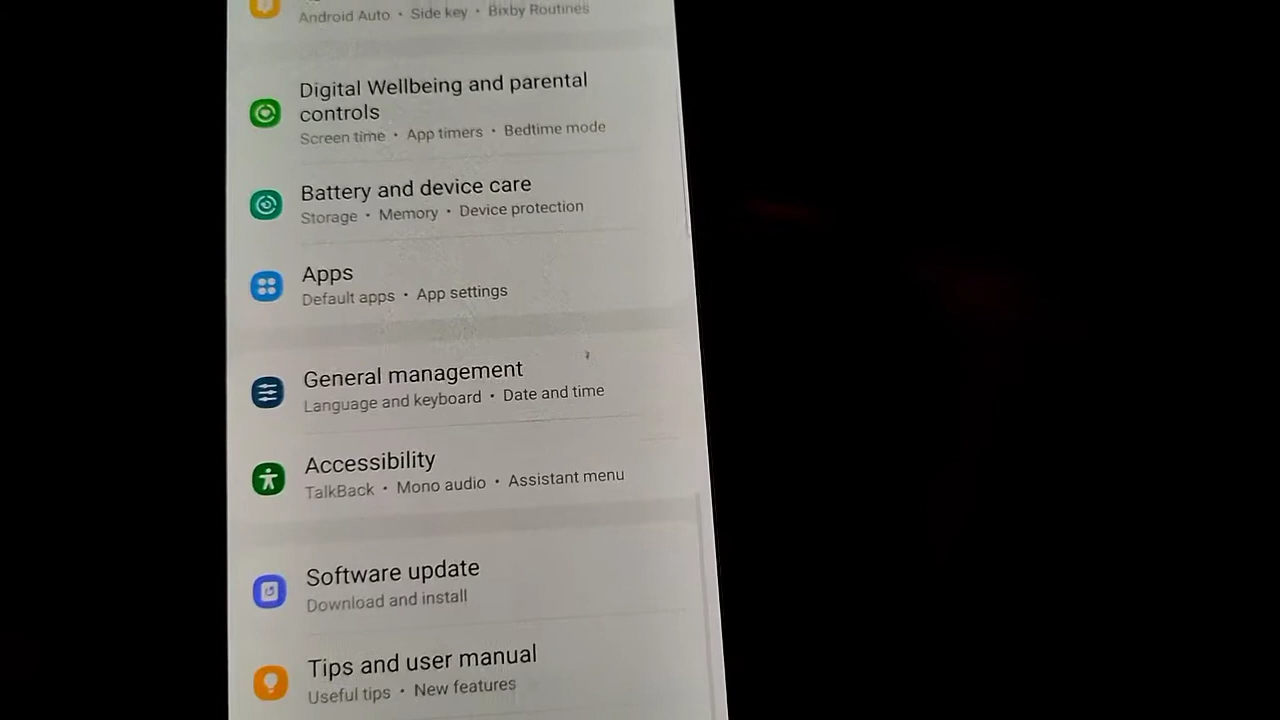 Android Auto • Side key • Bixby Routines
Digital Wellbeing and parental
controls
Screen time • App timers • Bedtime mode
Battery and device care
Storage • Memory • Device protection
Apps
Default apps • App settings
General management
Language and keyboard • Date and time
Accessibility
TalkBack • Mono audio • Assistant menu
Software update
Download and install
Tips and user manual
Useful tips • New features